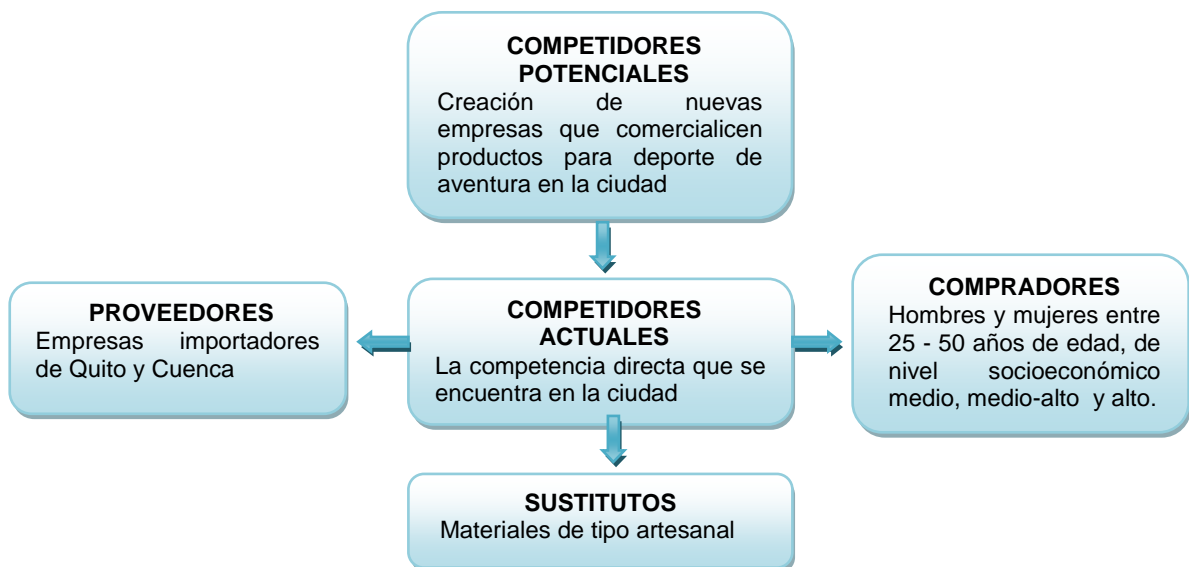 COMPETIDORES
POTENCIALES
Creación de nuevas
empresas que comercialicen
productos para deporte de
aventura en la ciudad
PROVEEDORES
Empresas importadores
de Quito y Cuenca
COMPETIDORES
ACTUALES
La competencia directa que se
encuentra en la ciudad
COMPRADORES
Hombres y mujeres entre
25 - 50 años de edad, de
nivel socioeconómico
medio, medio-alto y alto.
SUSTITUTOS
Materiales de tipo artesanal